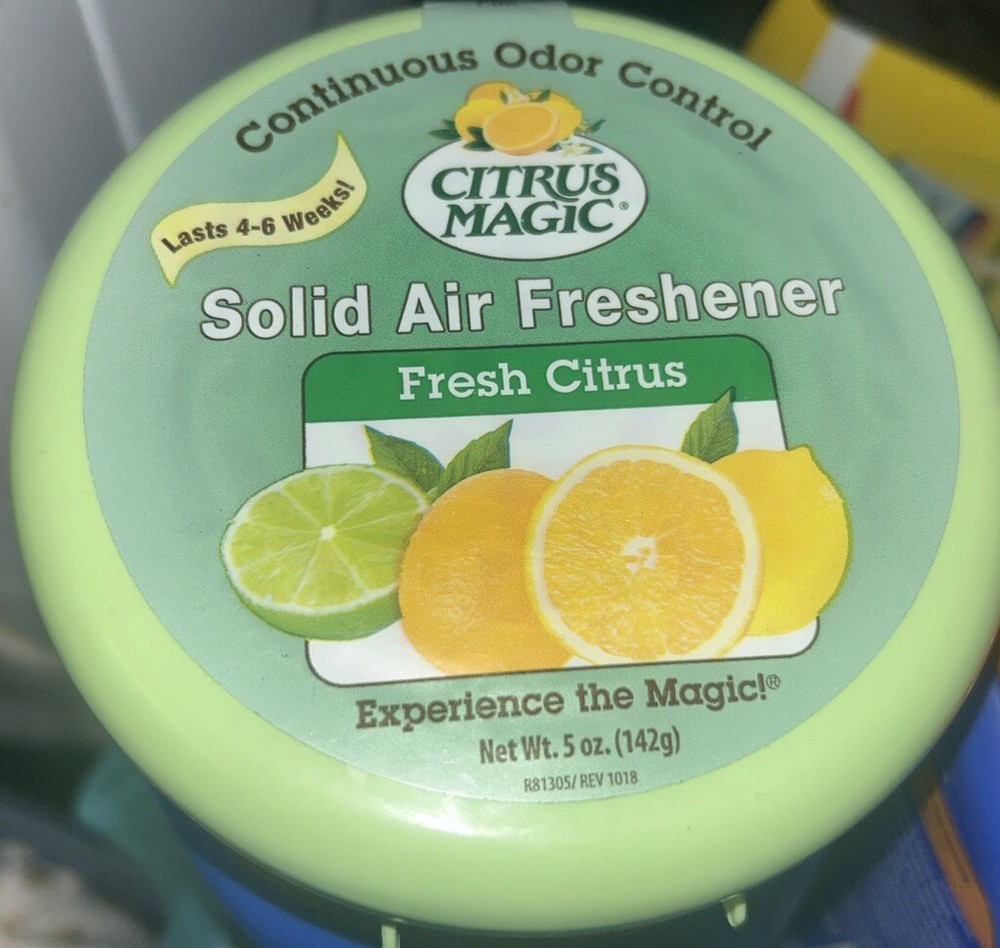 Continuous Odor Control
CITRUS
MAGIC®
Lasts 4-6 Weeks!
Solid Air Freshener
Fresh Citrus
Experience the Magic!®
Net Wt. 5 oz. (142g)
R81305/ REV 1018